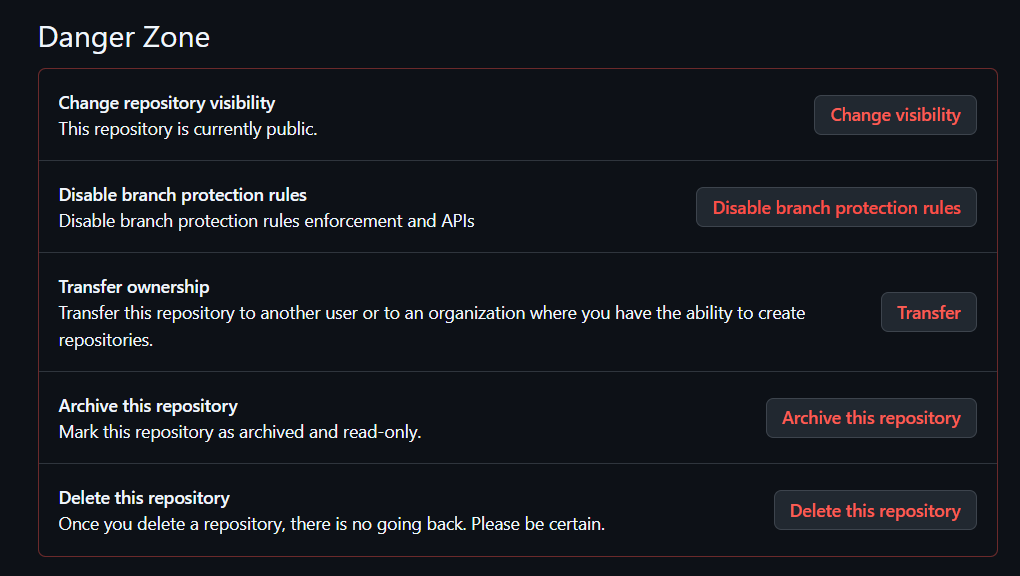 Danger Zone
Change repository visibility
This repository is currently public.
Change visibility
Disable branch protection rules
Disable branch protection rules enforcement and APIs
Disable branch protection rules
Transfer ownership
Transfer this repository to another user or to an organization where you have the ability to create
repositories.
Transfer
Archive this repository
Mark this repository as archived and read-only.
Archive this repository
Delete this repository
Once you delete a repository, there is no going back. Please be certain.
Delete this repository